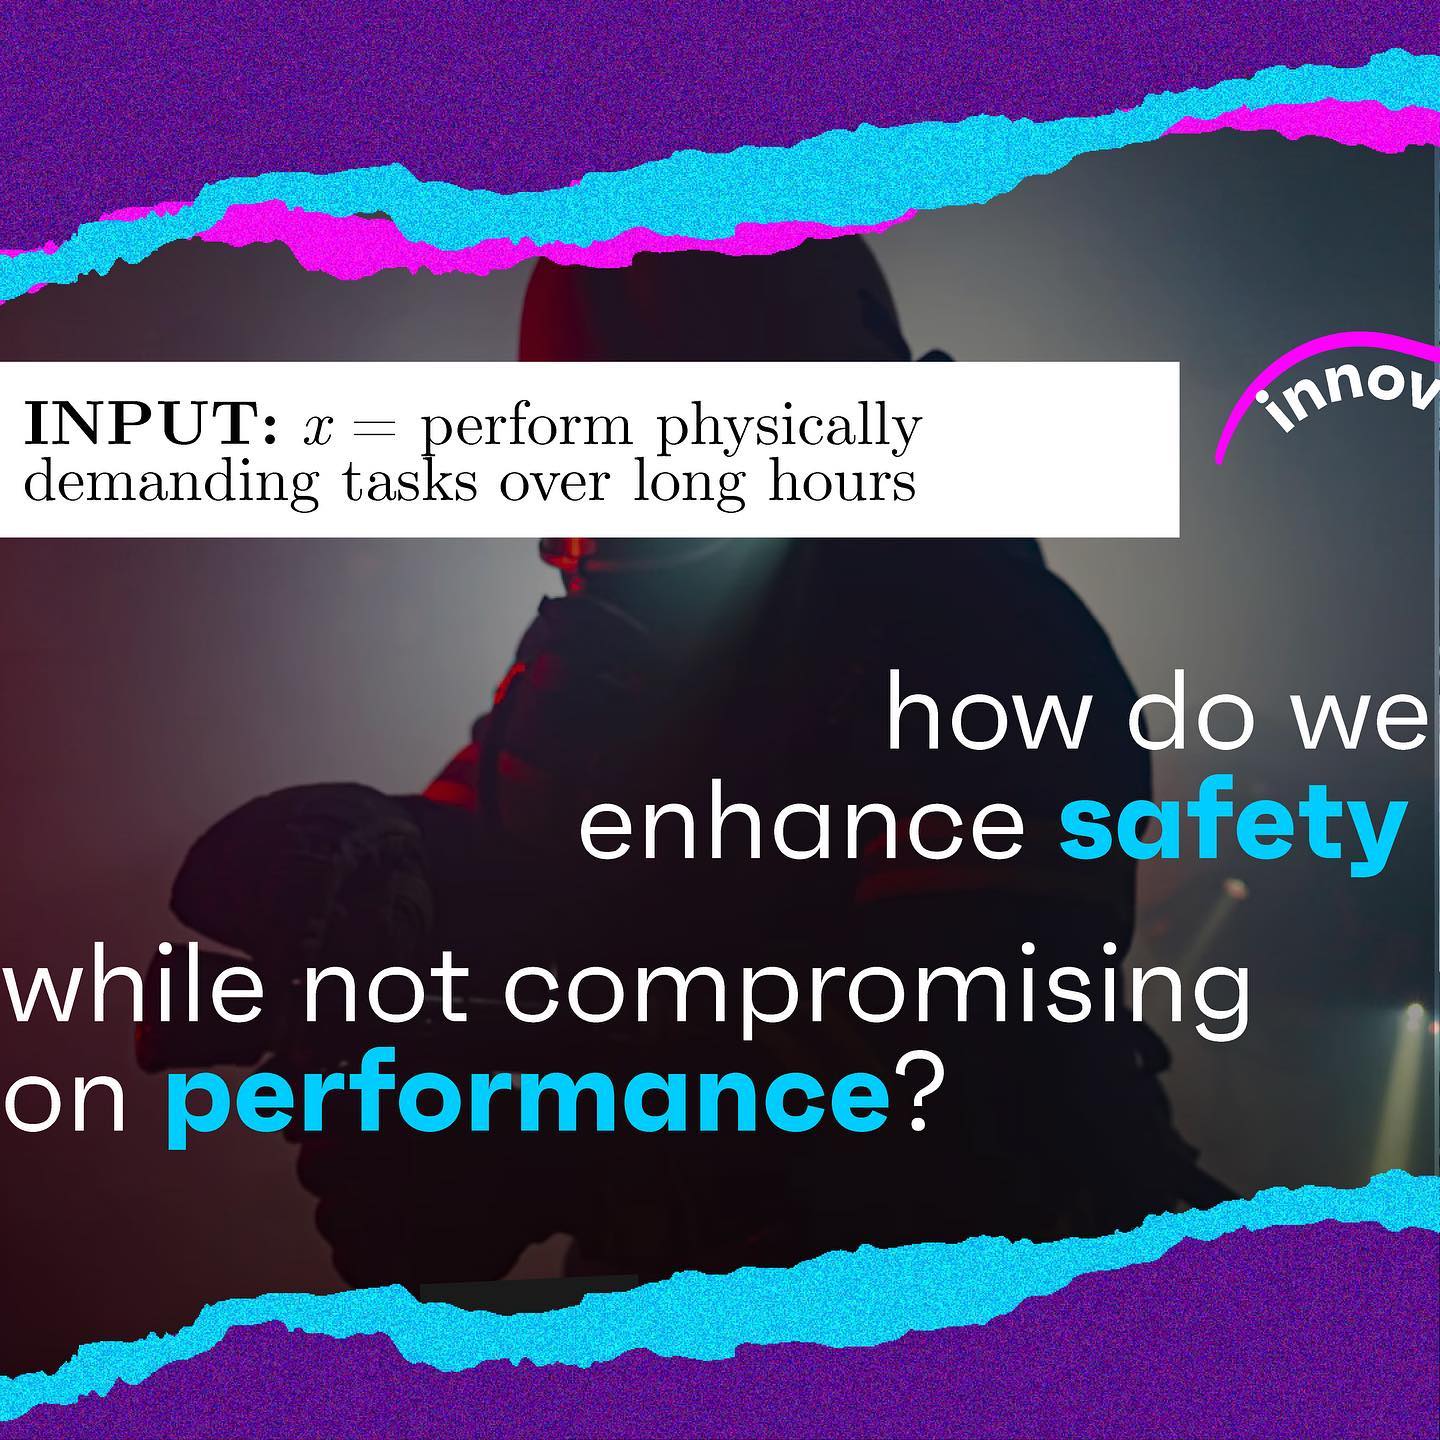 INPUT: x = perform physically
demanding tasks over long hours
innov
how do we
enhance safety
while not compromising
on performance?